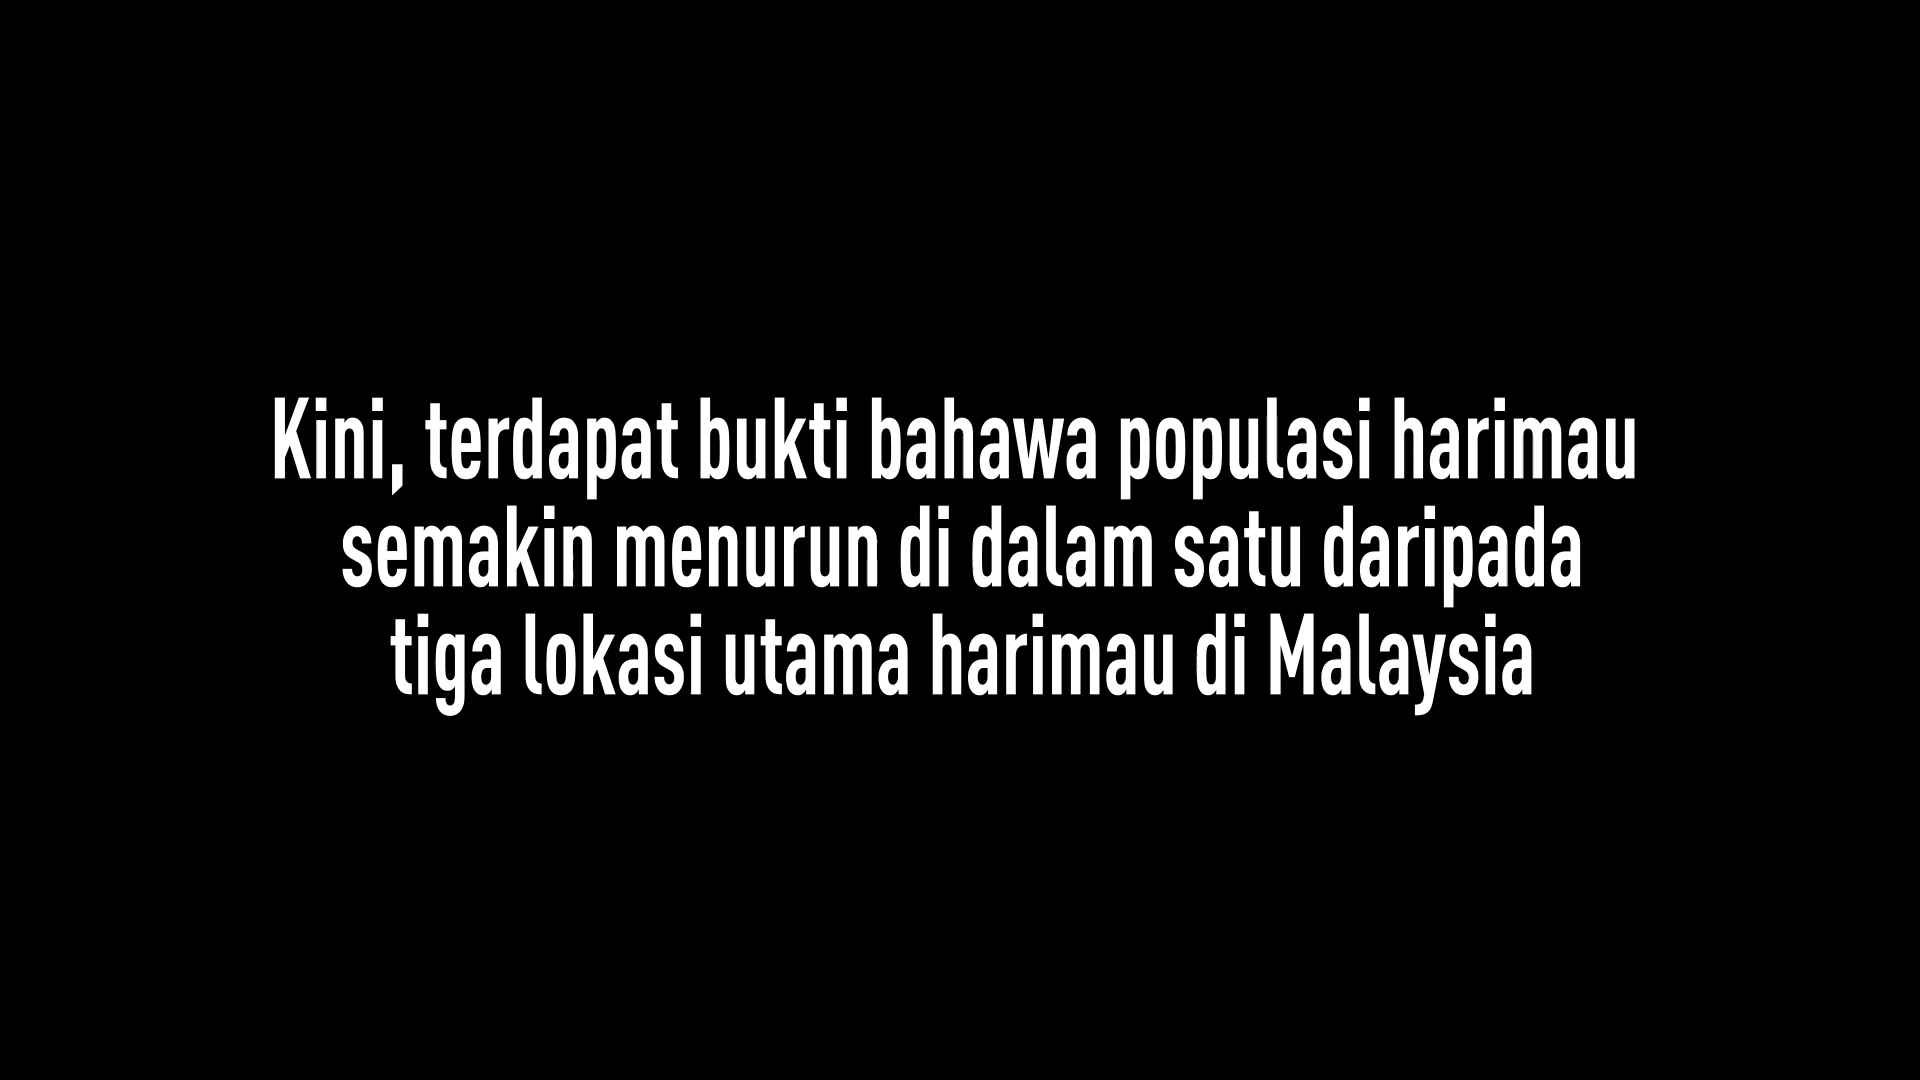 Kini, terdapat bukti bahawa populasi harimau
semakin menurun di dalam satu daripada
tiga lokasi utama harimau di Malaysia